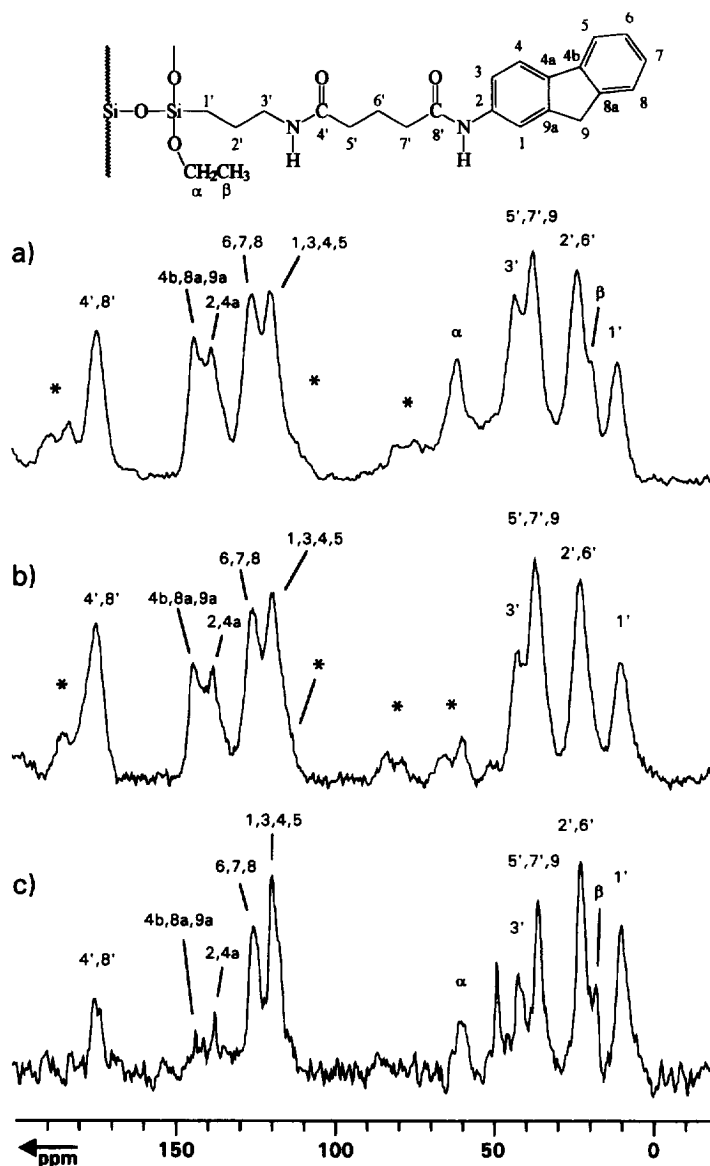 O
O
O
4
5
6
4a
4b
7
3
8a
8
Si
O
Si
1'
3'
6'
2
9a
9
2'
N
4'
8'
N
1
O
H
5'
7'
H
CH₂CH₃
α
β
a)
4',8'
4b,8a,9a
2,4a
6,7,8
1,3,4,5
α
3'
5',7',9
2',6'
β
1'
*
*
*
b)
4',8'
4b,8a,9a
2,4a
6,7,8
1,3,4,5
3'
5',7',9
2',6'
1'
*
*
*
*
c)
4',8'
4b,8a,9a
2,4a
6,7,8
1,3,4,5
α
3'
5',7',9
2',6'
β
1'
ppm
150
100
50
0